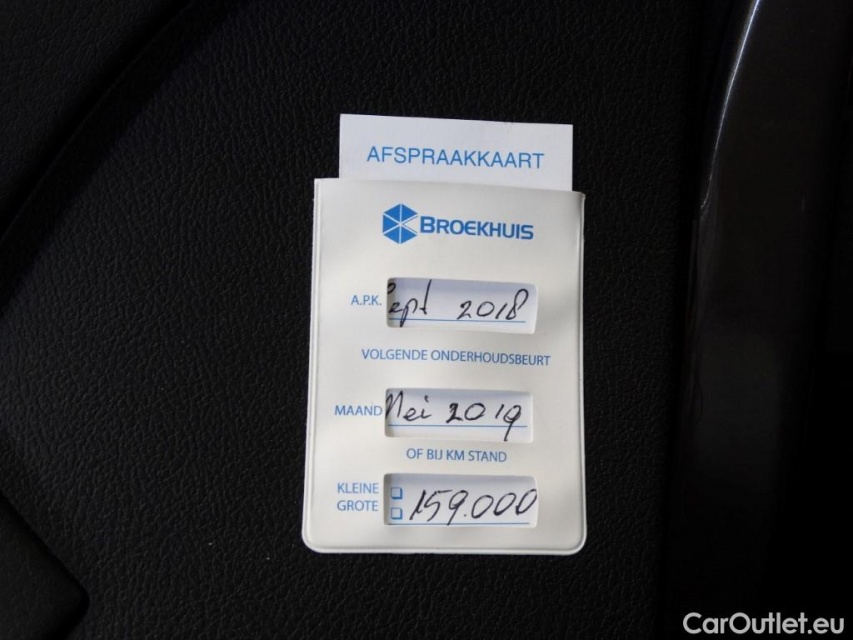 AFSPRAAKKAART
BROEKHUIS
A.P.K. Sept 2018
VOLGENDE ONDERHOUDSBEURT
MAAND Mei 2019
OF BIJ KM STAND
KLEINE
GROTE 159.000
CarOutlet.eu